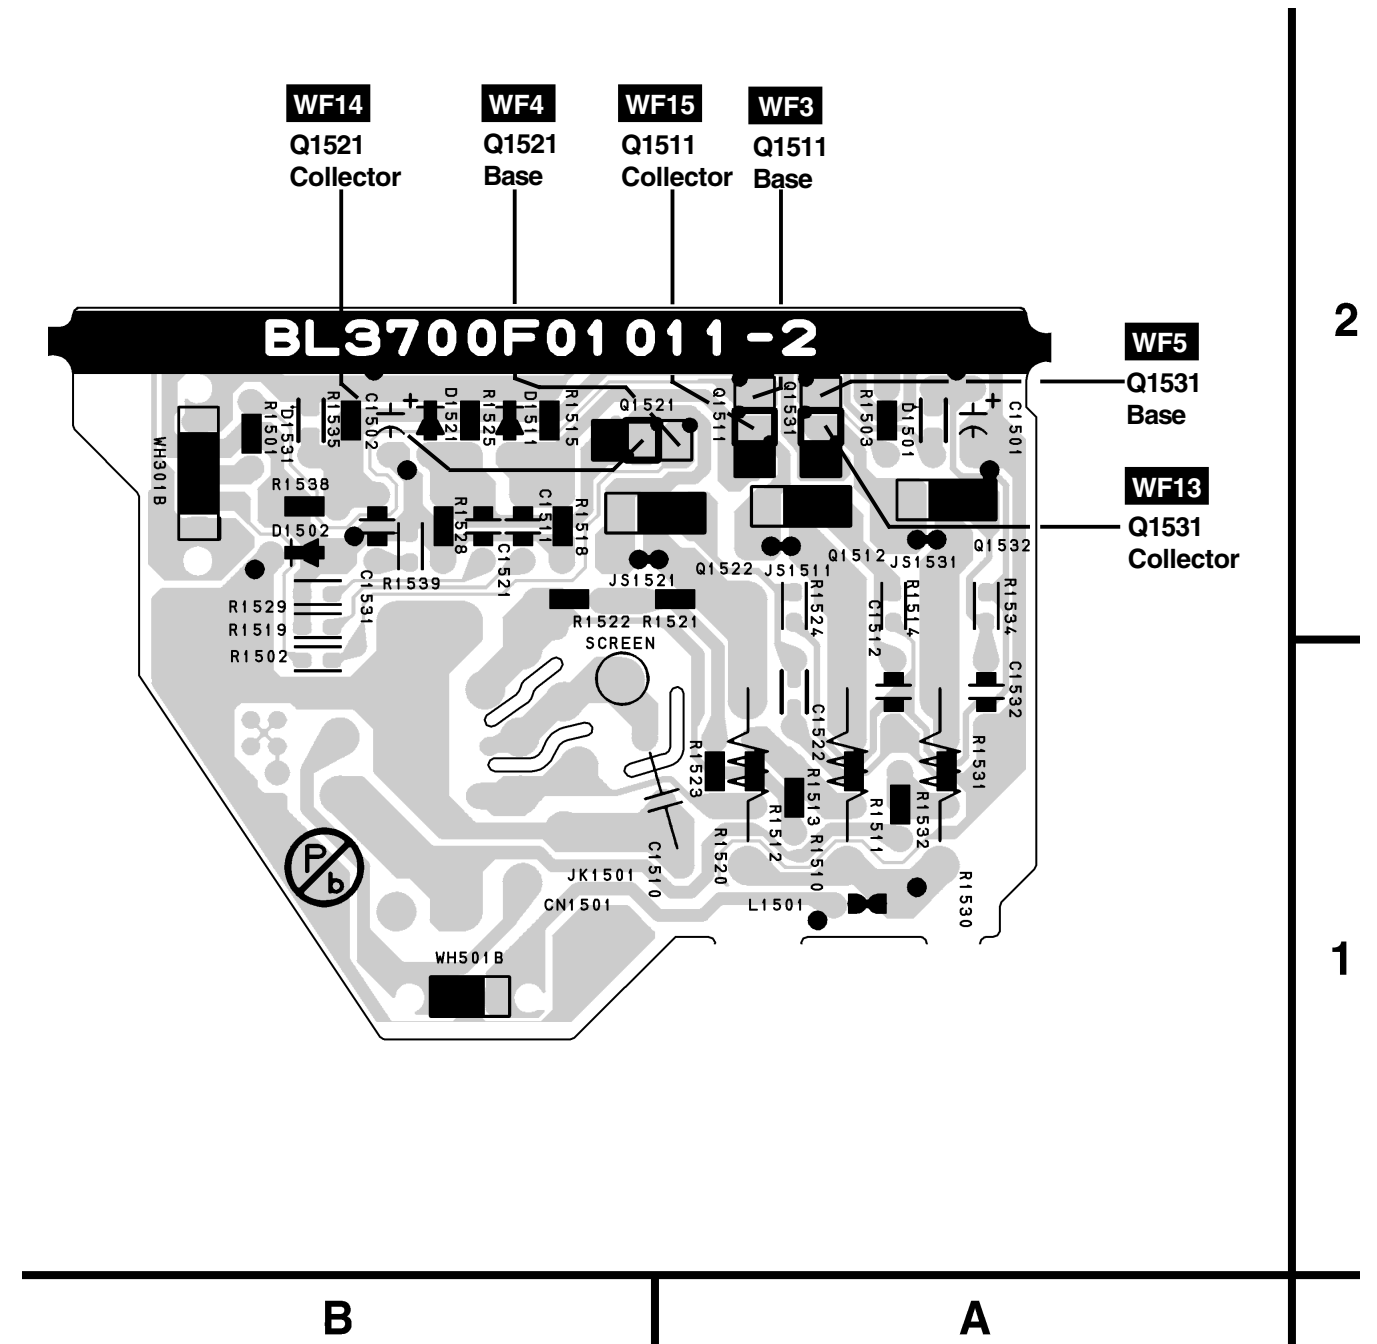 WF14
Q1521
Collector
WF4
Q1521
Base
WF15
Q1511
Collector
WF3
Q1511
Base
2
BL3700F01011-2
WF5
Q1531
Base
WF13
Q1531
Collector
WH301B
R1501
D1531
R1535
C1502
+
D1521
R1525
D1511
R1515
Q1521
Q1511
Q1531
R1503
D1501
+
C1501
R1538
D1502
R1528
C1511
C1521
R1518
R1539
C1531
JS1521
Q1522
JS1511
Q1512
JS1531
Q1532
R1529
R1519
R1502
R1522
R1521
SCREEN
R1524
C1512
R1514
R1534
C1532
C1522
R1523
R1513
R1531
R1512
R1511
R1532
R1520
R1510
C1510
JK1501
CN1501
L1501
R1530
P
b
WH501B
1
B
A